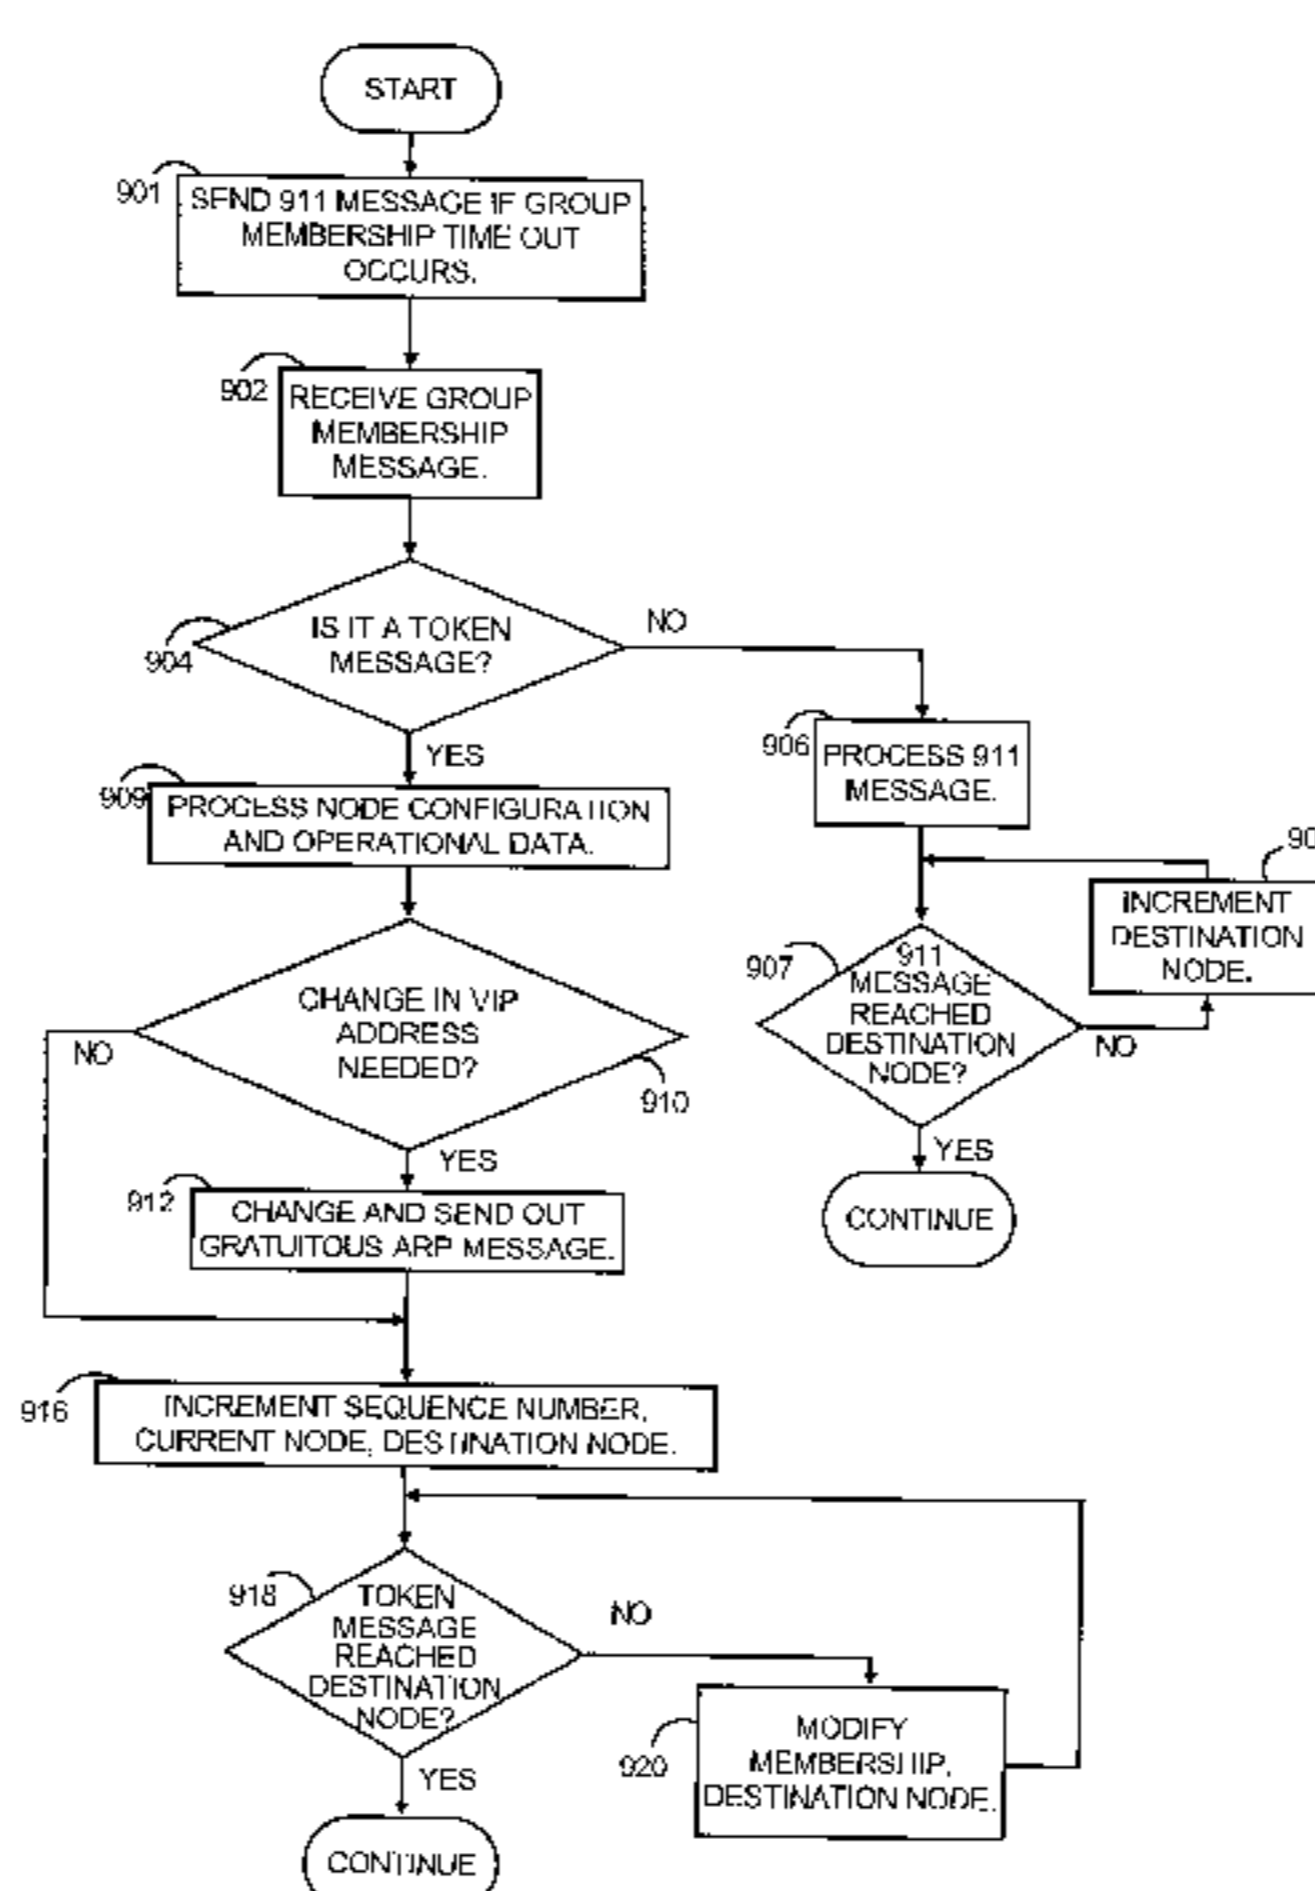 START
901
SEND 911 MESSAGE IF GROUP
MEMBERSHIP TIME OUT
OCCURS.
902
RECEIVE GROUP
MEMBERSHIP
MESSAGE.
904
IS IT A TOKEN
MESSAGE?
NO
YES
906
PROCESS 911
MESSAGE.
909
PROCESS NODE CONFIGURATION
AND OPERATIONAL DATA.
INCREMENT
DESTINATION
NODE.
907
911
MESSAGE
REACHED
DESTINATION
NODE?
NO
YES
CONTINUE
CHANGE IN VIP
ADDRESS
NEEDED?
910
NO
YES
912
CHANGE AND SEND OUT
GRATUITOUS ARP MESSAGE.
916
INCREMENT SEQUENCE NUMBER,
CURRENT NODE, DESTINATION NODE.
918
TOKEN
MESSAGE
REACHED
DESTINATION
NODE?
NO
YES
920
MODIFY
MEMBERSHIP,
DESTINATION NODE.
CONTINUE